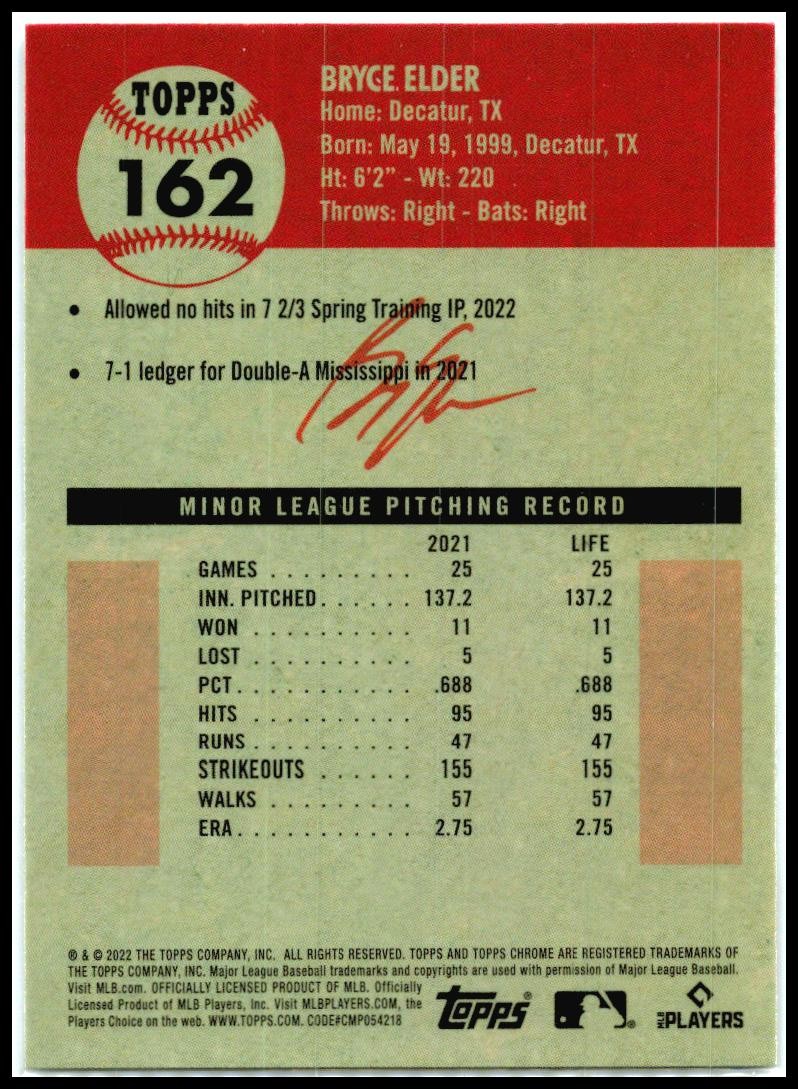 TOPPS
162
BRYCE ELDER
Home: Decatur, TX
Born: May 19, 1999, Decatur, TX
Ht: 6'2" - Wt: 220
Throws: Right - Bats: Right
• Allowed no hits in 7 2/3 Spring Training IP, 2022
• 7-1 ledger for Double-A Mississippi in 2021
MINOR LEAGUE PITCHING RECORD
2021 LIFE
GAMES . . . . . . . . . . 25 25
INN. PITCHED. . . . . . 137.2 137.2
WON . . . . . . . . . . 11 11
LOST . . . . . . . . . . 5 5
PCT. . . . . . . . . . . .688 .688
HITS . . . . . . . . . . 95 95
RUNS . . . . . . . . . . 47 47
STRIKEOUTS . . . . . . 155 155
WALKS . . . . . . . . . 57 57
ERA. . . . . . . . . . . 2.75 2.75
® & © 2022 THE TOPPS COMPANY, INC. ALL RIGHTS RESERVED. TOPPS AND TOPPS CHROME ARE REGISTERED TRADEMARKS OF
THE TOPPS COMPANY, INC. Major League Baseball trademarks and copyrights are used with permission of Major League Baseball.
Visit MLB.com. OFFICIALLY LICENSED PRODUCT OF MLB. Officially
Licensed Product of MLB Players, Inc. Visit MLBPLAYERS.COM, the
Players Choice on the web. WWW.TOPPS.COM. CODE#CMP054218
Topps®
MLB PLAYERS